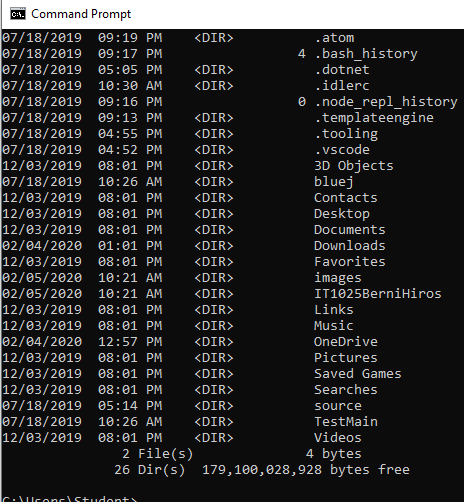 Command Prompt
07/18/2019  09:19 PM    <DIR>          .atom
07/18/2019  09:17 PM                 4 .bash_history
07/18/2019  05:05 PM    <DIR>          .dotnet
07/18/2019  10:30 AM    <DIR>          .idlerc
07/18/2019  09:16 PM                 0 .node_repl_history
07/18/2019  09:13 PM    <DIR>          .templateengine
07/18/2019  04:55 PM    <DIR>          .tooling
07/18/2019  04:52 PM    <DIR>          .vscode
12/03/2019  08:01 PM    <DIR>          3D Objects
07/18/2019  10:26 AM    <DIR>          bluej
12/03/2019  08:01 PM    <DIR>          Contacts
12/03/2019  08:01 PM    <DIR>          Desktop
12/03/2019  08:01 PM    <DIR>          Documents
02/04/2020  01:01 PM    <DIR>          Downloads
12/03/2019  08:01 PM    <DIR>          Favorites
02/05/2020  10:21 AM    <DIR>          images
02/05/2020  10:21 AM    <DIR>          IT1025BerniHiros
12/03/2019  08:01 PM    <DIR>          Links
12/03/2019  08:01 PM    <DIR>          Music
02/04/2020  12:57 PM    <DIR>          OneDrive
12/03/2019  08:01 PM    <DIR>          Pictures
12/03/2019  08:01 PM    <DIR>          Saved Games
12/03/2019  08:01 PM    <DIR>          Searches
07/18/2019  05:14 PM    <DIR>          source
07/18/2019  10:26 AM    <DIR>          TestMain
12/03/2019  08:01 PM    <DIR>          Videos
               2 File(s)              4 bytes
              26 Dir(s)  179,100,028,928 bytes free
C:\Users\Student>